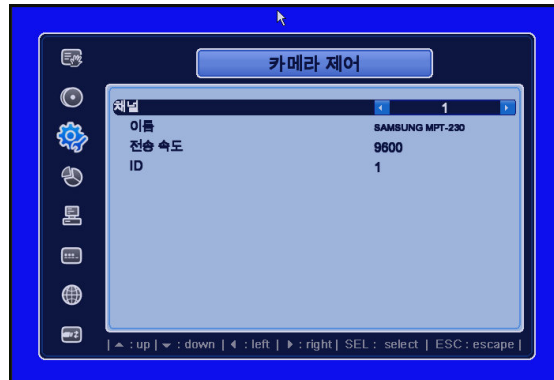 카메라 제어
채널 1
이름 SAMSUNG MPT-230
전송 속도 9600
ID 1
| ▲ : up | ▼ : down | ◀ : left | ▶ : right | SEL : select | ESC : escape |